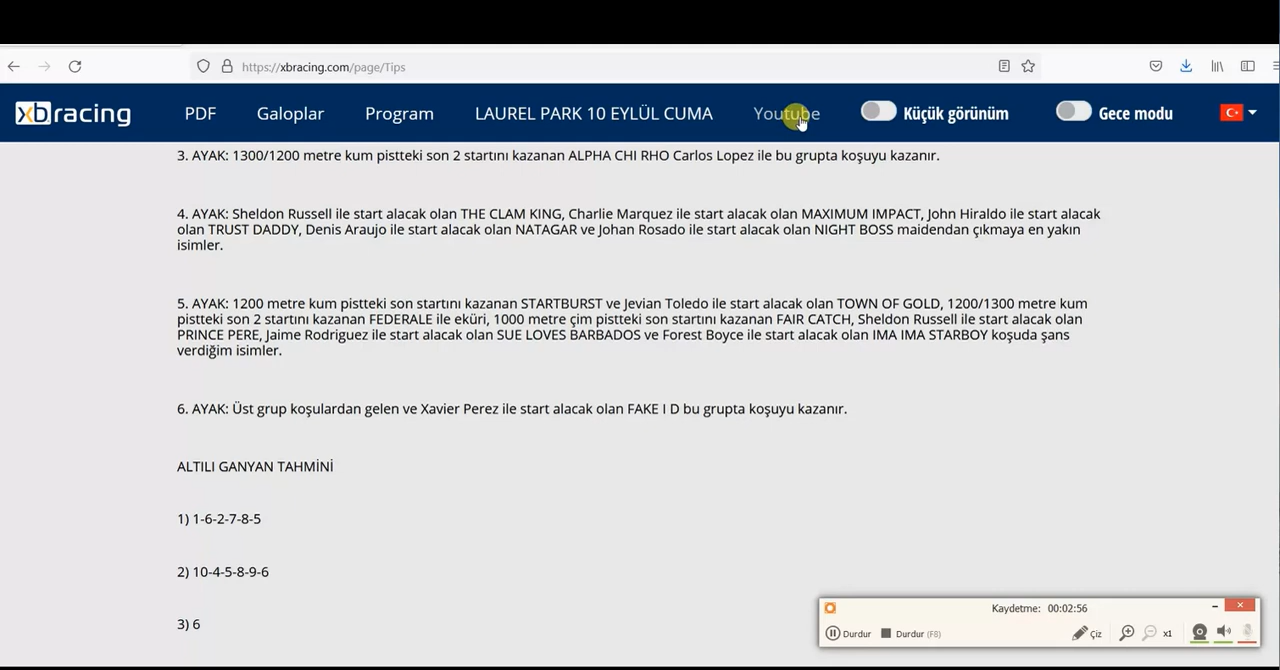 https://xbracing.com/page/Tips
xbracing PDF Galoplar Program LAUREL PARK 10 EYLÜL CUMA Youtube Küçük görünüm Gece modu
3. AYAK: 1300/1200 metre kum pistteki son 2 startını kazanan ALPHA CHI RHO Carlos Lopez ile bu grupta koşuyu kazanır.
4. AYAK: Sheldon Russell ile start alacak olan THE CLAM KING, Charlie Marquez ile start alacak olan MAXIMUM IMPACT, John Hiraldo ile start alacak
olan TRUST DADDY, Denis Araujo ile start alacak olan NATAGAR ve Johan Rosado ile start alacak olan NIGHT BOSS maidendan çıkmaya en yakın
isimler.
5. AYAK: 1200 metre kum pistteki son startını kazanan STARTBURST ve Jevian Toledo ile start alacak olan TOWN OF GOLD, 1200/1300 metre kum
pistteki son 2 startını kazanan FEDERALE ile eküri, 1000 metre çim pistteki son startını kazanan FAIR CATCH, Sheldon Russell ile start alacak olan
PRINCE PERE, Jaime Rodriguez ile start alacak olan SUE LOVES BARBADOS ve Forest Boyce ile start alacak olan IMA IMA STARBOY koşuda şans
verdiğim isimler.
6. AYAK: Üst grup koşulardan gelen ve Xavier Perez ile start alacak olan FAKE I D bu grupta koşuyu kazanır.
ALTILI GANYAN TAHMİNİ
1) 1-6-2-7-8-5
2) 10-4-5-8-9-6
3) 6
Kaydetme: 00:02:56
Durdur Durdur (F8) Çiz x1